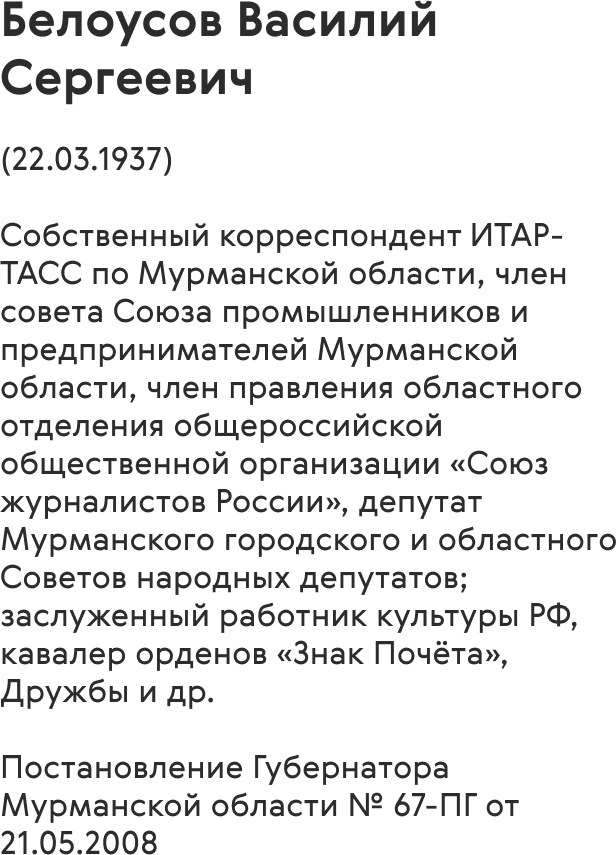 Белоусов Василий
Сергеевич
(22.03.1937)
Собственный корреспондент ИТАР-
ТАСС по Мурманской области, член
совета Союза промышленников и
предпринимателей Мурманской
области, член правления областного
отделения общероссийской
общественной организации «Союз
журналистов России», депутат
Мурманского городского и областного
Советов народных депутатов;
заслуженный работник культуры РФ,
кавалер орденов «Знак Почёта»,
Дружбы и др.
Постановление Губернатора
Мурманской области № 67-ПГ от
21.05.2008